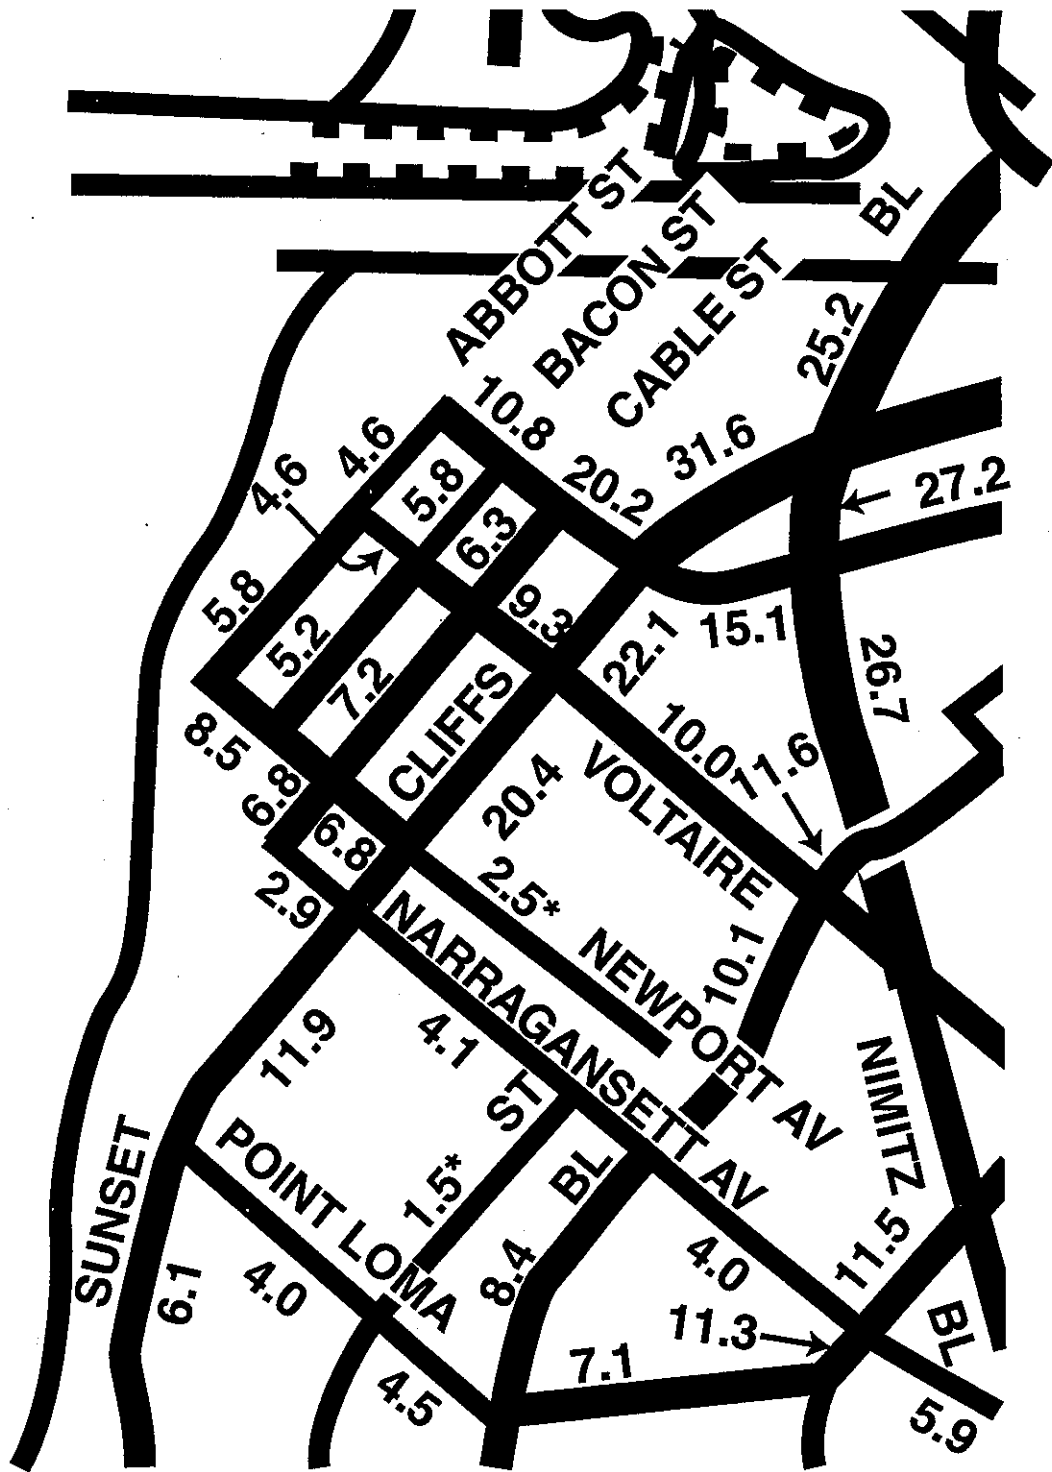 ABBOTT ST
BACON ST
CABLE ST
BL
25.2
10.8
4.6
4.6
31.6
20.2
5.8
27.2
6.3
5.8
9.3
15.1
22.1
5.2
7.2
26.7
CLIFFS
8.5
10.0
11.6
6.8
20.4
VOLTAIRE
6.8
2.5*
2.9
NARRAGANSETT AV
NEWPORT AV
10.1
11.9
4.1
ST
NIMITZ
BL
POINT LOMA
BL
1.5*
SUNSET
4.0
11.5
8.4
6.1
4.0
11.3
7.1
4.5
5.9